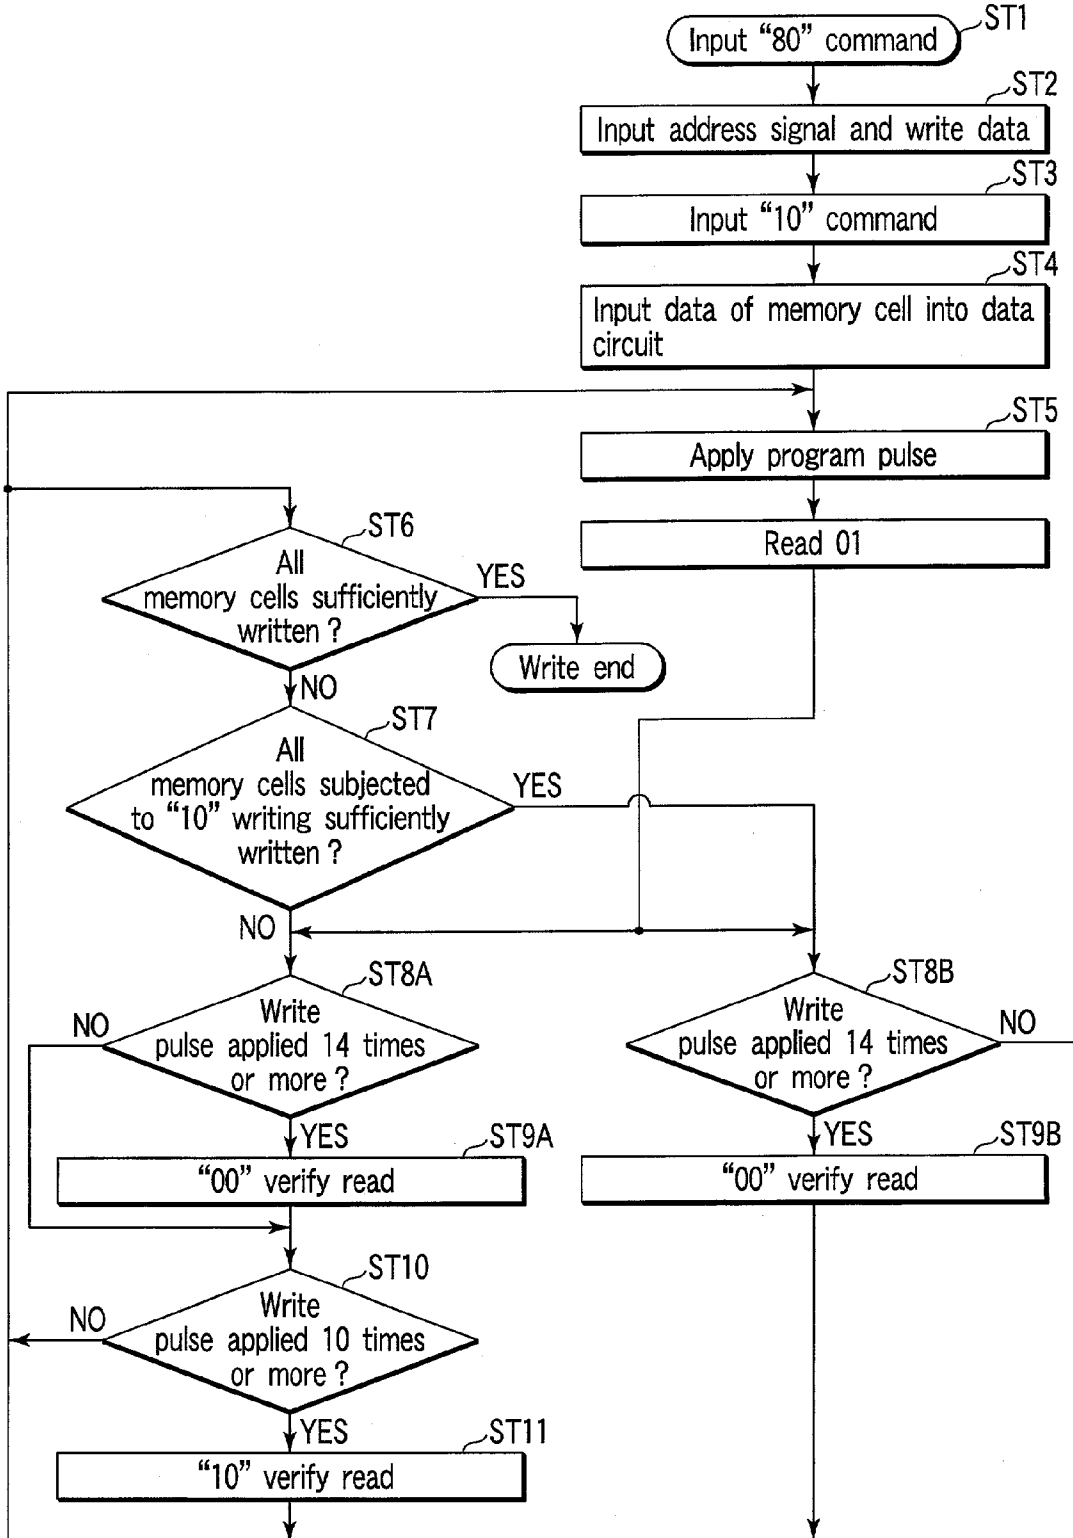 ST1
Input “80” command
ST2
Input address signal and write data
ST3
Input “10” command
ST4
Input data of memory cell into data
circuit
ST5
Apply program pulse
Read 01
ST6
All
memory cells sufficiently
written ?
YES
Write end
NO
ST7
All
memory cells subjected
to “10” writing sufficiently
written ?
YES
NO
ST8A
Write
pulse applied 14 times
or more ?
NO
YES
ST9A
“00” verify read
ST8B
Write
pulse applied 14 times
or more ?
NO
YES
ST9B
“00” verify read
ST10
Write
pulse applied 10 times
or more ?
NO
YES
ST11
“10” verify read